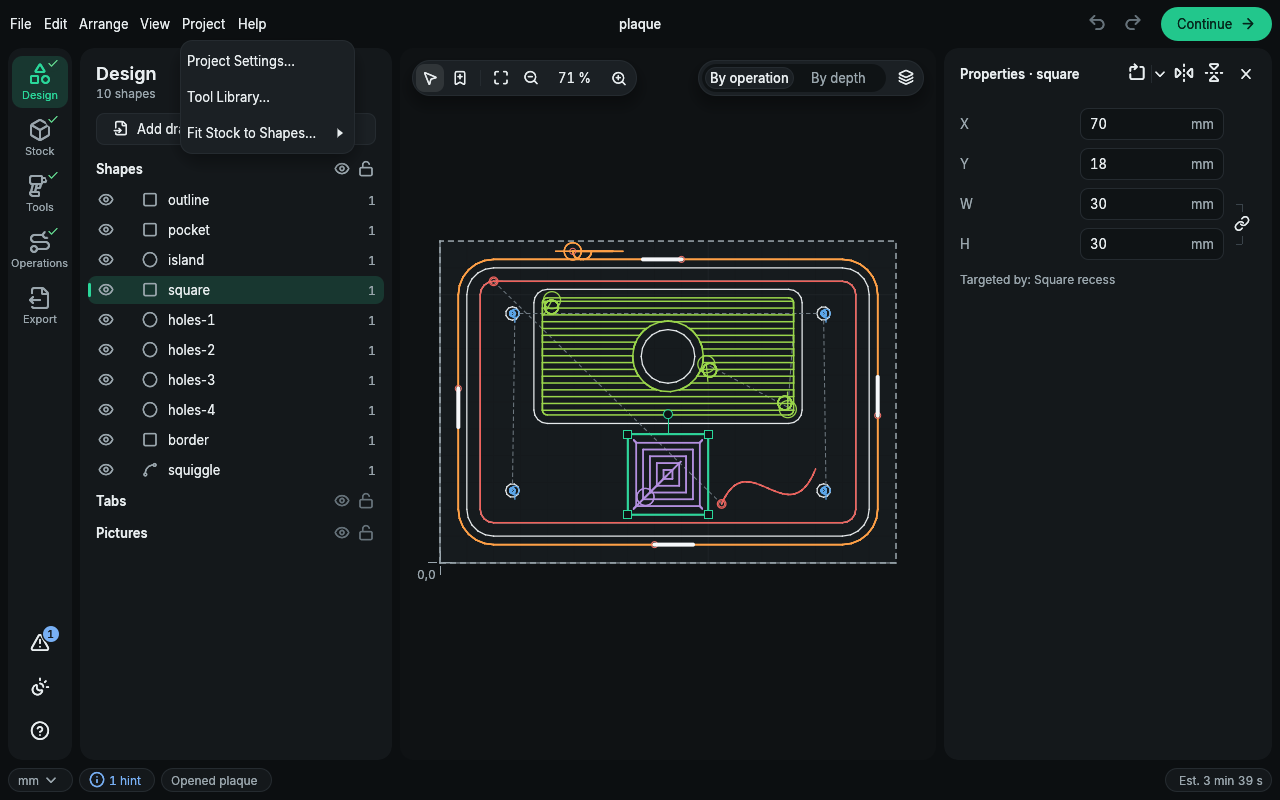 File Edit Arrange View Project Help
plaque
Continue
Project Settings...
Tool Library...
Fit Stock to Shapes...
Design
Stock
Tools
Operations
Export
1
Design
10 shapes
Add dra
Shapes
outline 1
pocket 1
island 1
square 1
holes-1 1
holes-2 1
holes-3 1
holes-4 1
border 1
squiggle 1
Tabs
Pictures
71 %
By operation By depth
0,0
Properties · square
X 70 mm
Y 18 mm
W 30 mm
H 30 mm
Targeted by: Square recess
mm
1 hint
Opened plaque
Est. 3 min 39 s